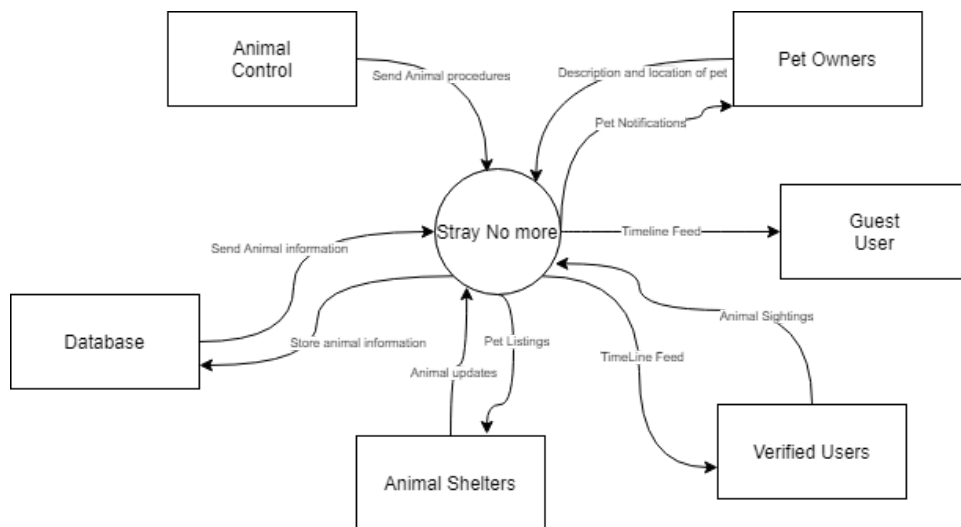 Animal
Control
Pet Owners
Send Animal procedures
Description and location of pet
Pet Notifications
Stray No more
Timeline Feed
Guest
User
Send Animal information
Database
Store animal information
Pet Listings
Animal updates
TimeLine Feed
Animal Sightings
Animal Shelters
Verified Users